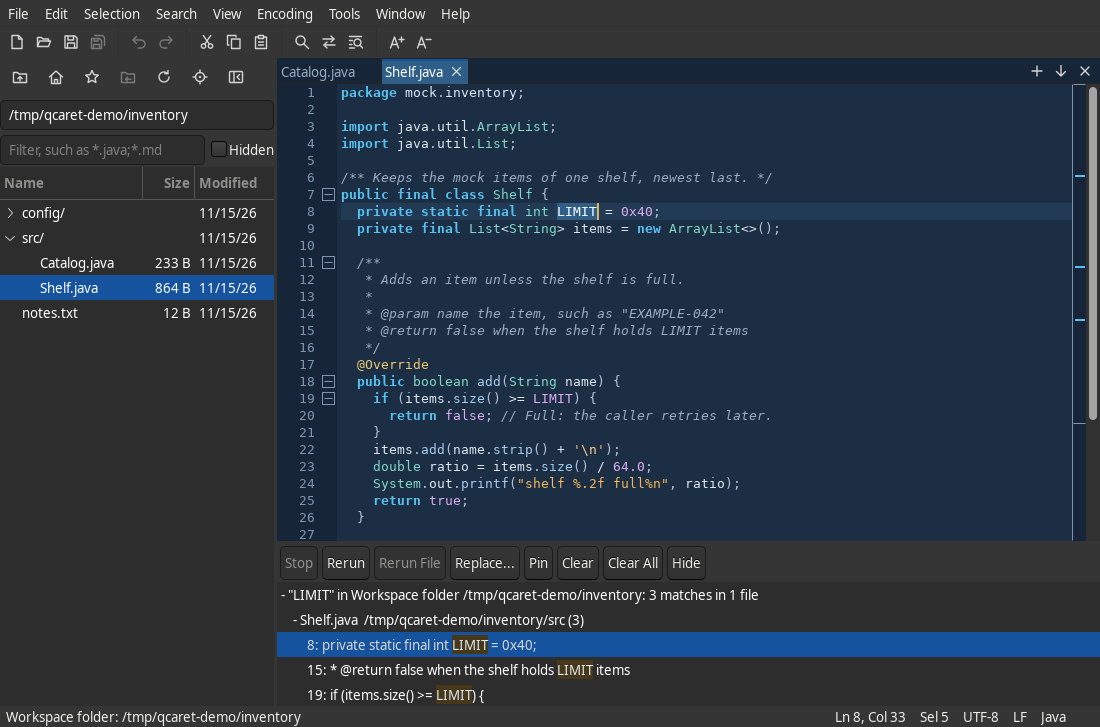 File Edit Selection Search View Encoding Tools Window Help
A+ A−
/tmp/qcaret-demo/inventory
Filter, such as *.java;*.md Hidden
Name Size Modified
config/ 11/15/26
src/ 11/15/26
Catalog.java 233 B 11/15/26
Shelf.java 864 B 11/15/26
notes.txt 12 B 11/15/26
Catalog.java Shelf.java
1 package mock.inventory;
2
3 import java.util.ArrayList;
4 import java.util.List;
5
6 /** Keeps the mock items of one shelf, newest last. */
7 public final class Shelf {
8 private static final int LIMIT = 0x40;
9 private final List<String> items = new ArrayList<>();
10
11 /**
12 * Adds an item unless the shelf is full.
13 *
14 * @param name the item, such as "EXAMPLE-042"
15 * @return false when the shelf holds LIMIT items
16 */
17 @Override
18 public boolean add(String name) {
19 if (items.size() >= LIMIT) {
20 return false; // Full: the caller retries later.
21 }
22 items.add(name.strip() + '\n');
23 double ratio = items.size() / 64.0;
24 System.out.printf("shelf %.2f full%n", ratio);
25 return true;
26 }
27
Stop Rerun Rerun File Replace... Pin Clear Clear All Hide
- "LIMIT" in Workspace folder /tmp/qcaret-demo/inventory: 3 matches in 1 file
- Shelf.java /tmp/qcaret-demo/inventory/src (3)
8: private static final int LIMIT = 0x40;
15: * @return false when the shelf holds LIMIT items
19: if (items.size() >= LIMIT) {
Workspace folder: /tmp/qcaret-demo/inventory Ln 8, Col 33 Sel 5 UTF-8 LF Java